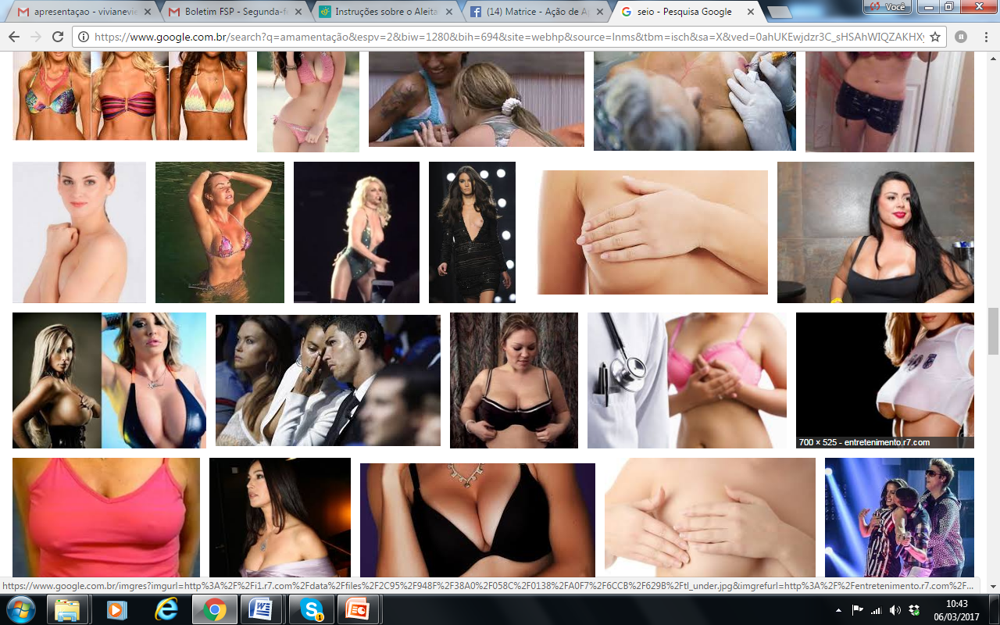 apresentaçao - vivianevie
Boletim FSP - Segunda-fe
Instruções sobre o Aleita
(14) Matrice - Ação de Ap
seio - Pesquisa Google
Você
https://www.google.com.br/search?q=amamentação&espv=2&biw=1280&bih=694&site=webhp&source=lnms&tbm=isch&sa=X&ved=0ahUKEwjdzr3C_sHSAhWIQZAKHXy
700 × 525 - entretenimento.r7.com
https://www.google.com.br/imgres?imgurl=http%3A%2F%2Fi1.r7.com%2Fdata%2Ffiles%2F2C95%2F948F%2F38A0%2F058C%2F0138%2FA0F7%2F6CCB%2F629B%2Ftl_under.jpg&imgrefurl=http%3A%2F%2Fentretenimento.r7.com%2F...
10:43
06/03/2017